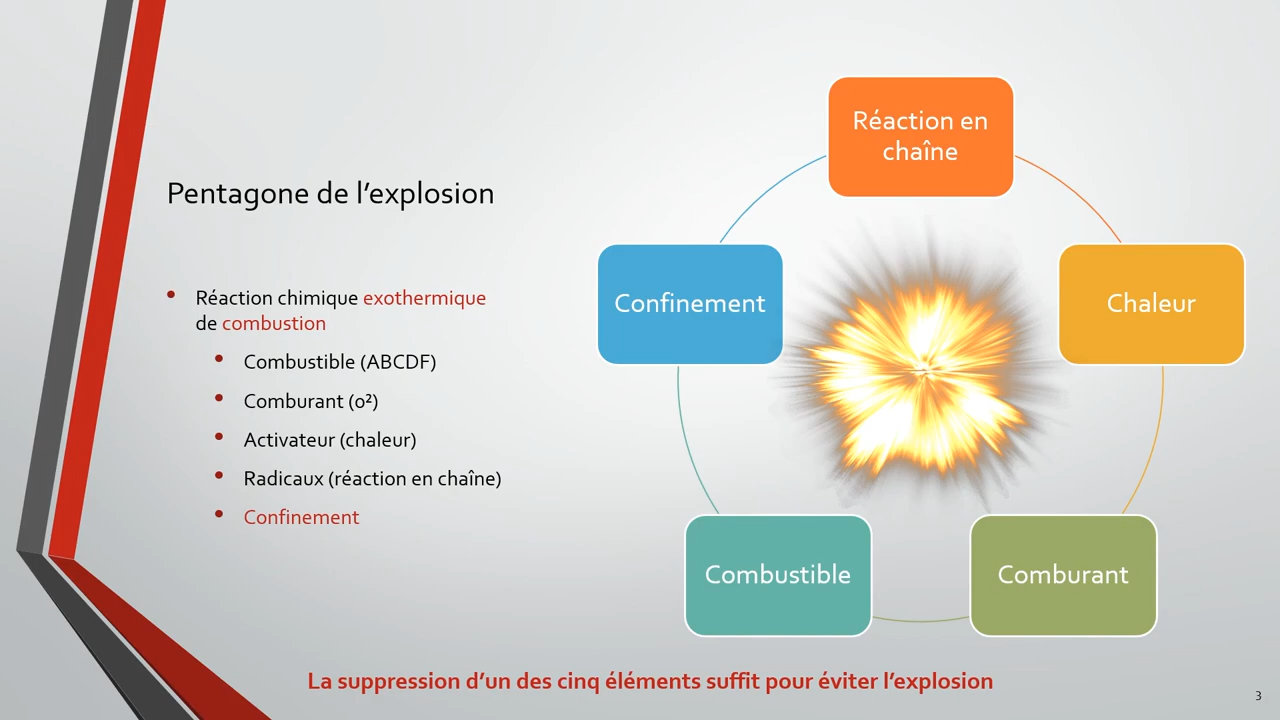 Pentagone de l’explosion
• Réaction chimique exothermique
de combustion
• Combustible (ABCDF)
• Comburant (o²)
• Activateur (chaleur)
• Radicaux (réaction en chaîne)
• Confinement
Réaction en
chaîne
Confinement
Chaleur
Combustible
Comburant
La suppression d’un des cinq éléments suffit pour éviter l’explosion
3